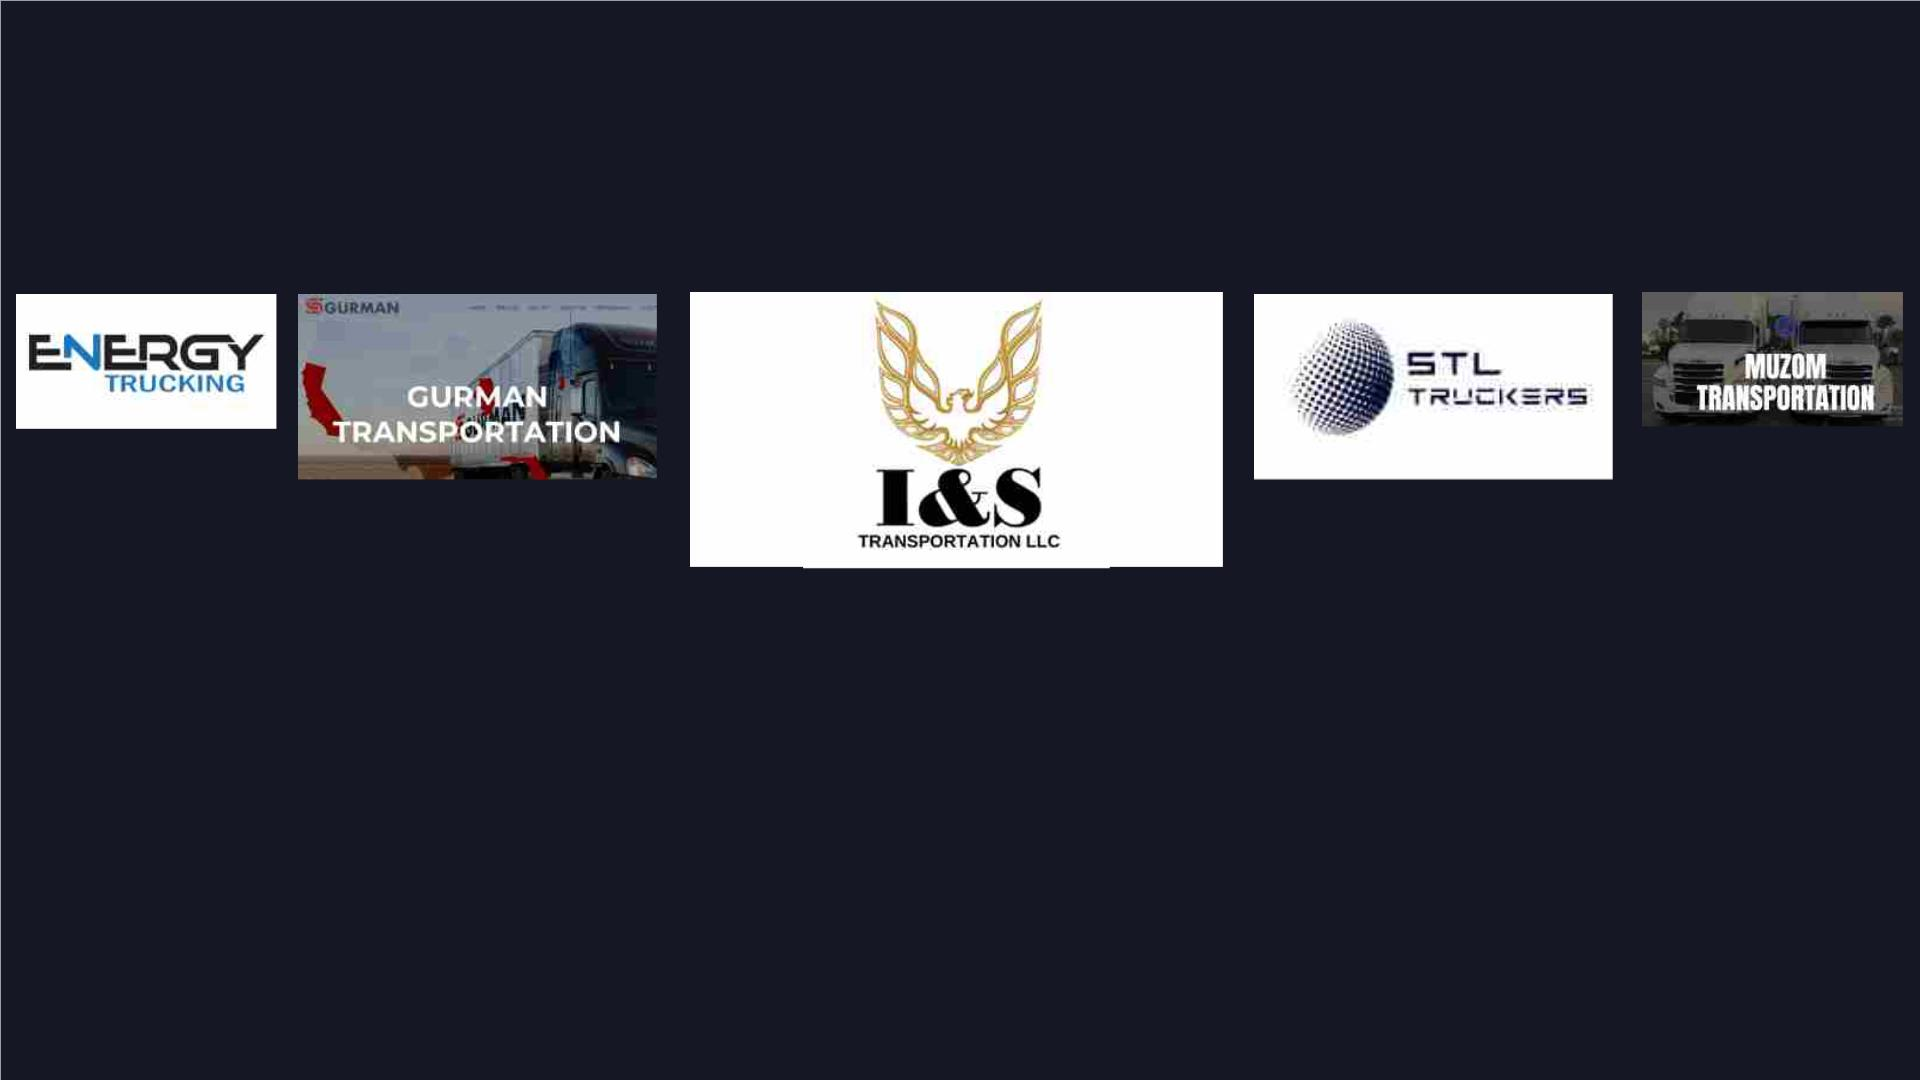 ENERGY
TRUCKING
GURMAN
GURMAN
TRANSPORTATION
I&S
TRANSPORTATION LLC
STL
TRUCKERS
MUZOM
TRANSPORTATION